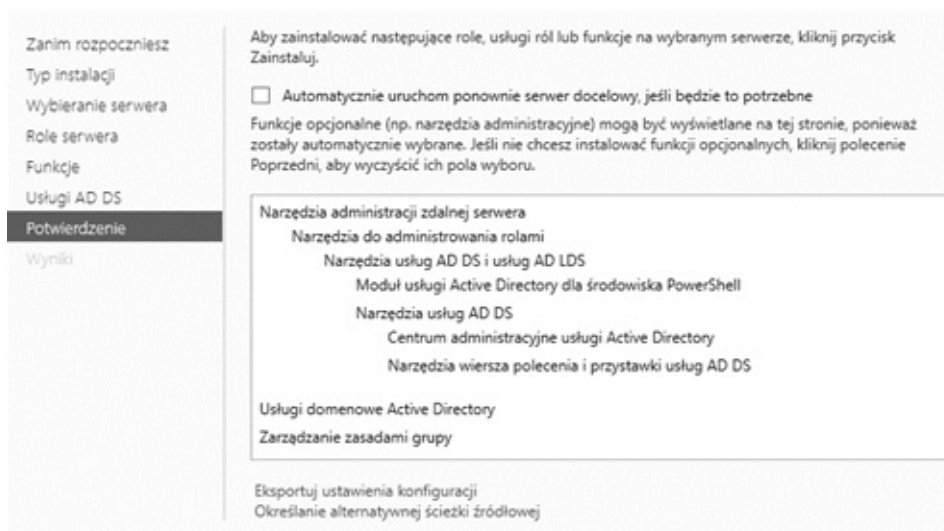 Zanim rozpoczniesz
Typ instalacji
Wybieranie serwera
Role serwera
Funkcje
Usługi AD DS
Potwierdzenie
Wyniki
Aby zainstalować następujące role, usługi ról lub funkcje na wybranym serwerze, kliknij przycisk
Zainstaluj.
Automatycznie uruchom ponownie serwer docelowy, jeśli będzie to potrzebne
Funkcje opcjonalne (np. narzędzia administracyjne) mogą być wyświetlane na tej stronie, ponieważ
zostały automatycznie wybrane. Jeśli nie chcesz instalować funkcji opcjonalnych, kliknij polecenie
Poprzedni, aby wyczyścić ich pola wyboru.
Narzędzia administracji zdalnej serwera
Narzędzia do administrowania rolami
Narzędzia usług AD DS i usług AD LDS
Moduł usługi Active Directory dla środowiska PowerShell
Narzędzia usług AD DS
Centrum administracyjne usługi Active Directory
Narzędzia wiersza polecenia i przystawki usług AD DS
Usługi domenowe Active Directory
Zarządzanie zasadami grupy
Eksportuj ustawienia konfiguracji
Określanie alternatywnej ścieżki źródłowej